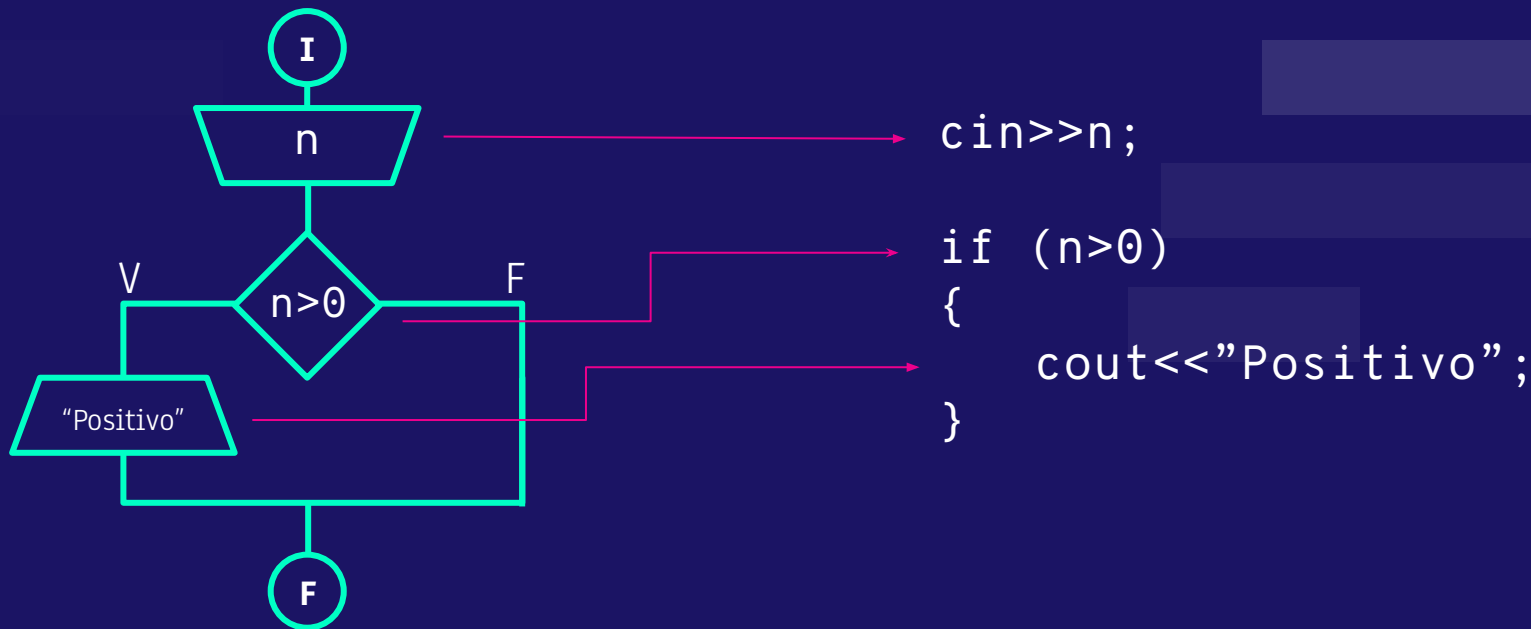 I
n
V
n>0
F
“Positivo”
F
cin>>n;
if (n>0)
{
cout<<”Positivo”;
}